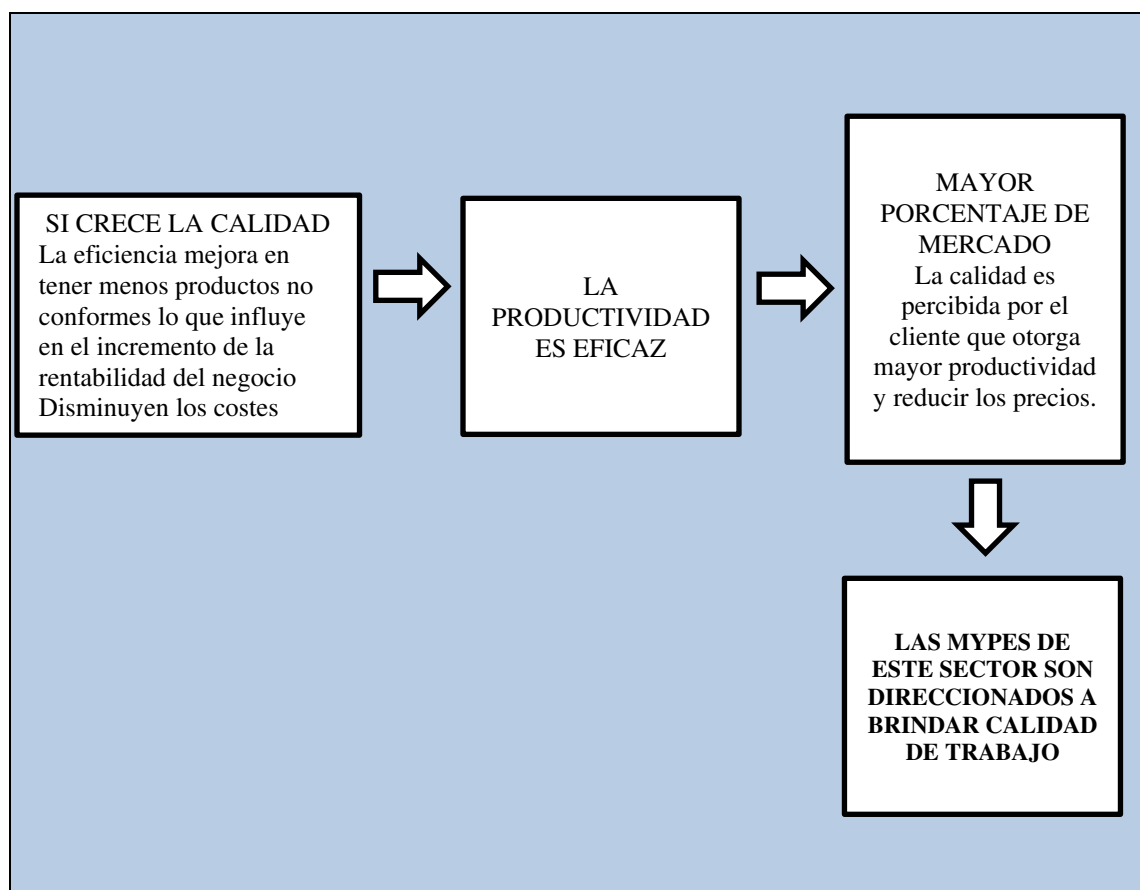 SI CRECE LA CALIDAD
La eficiencia mejora en
tener menos productos no
conformes lo que influye
en el incremento de la
rentabilidad del negocio
Disminuyen los costes
LA
PRODUCTIVIDAD
ES EFICAZ
MAYOR
PORCENTAJE DE
MERCADO
La calidad es
percibida por el
cliente que otorga
mayor productividad
y reducir los precios.
LAS MYPES DE
ESTE SECTOR SON
DIRECCIONADOS A
BRINDAR CALIDAD
DE TRABAJO